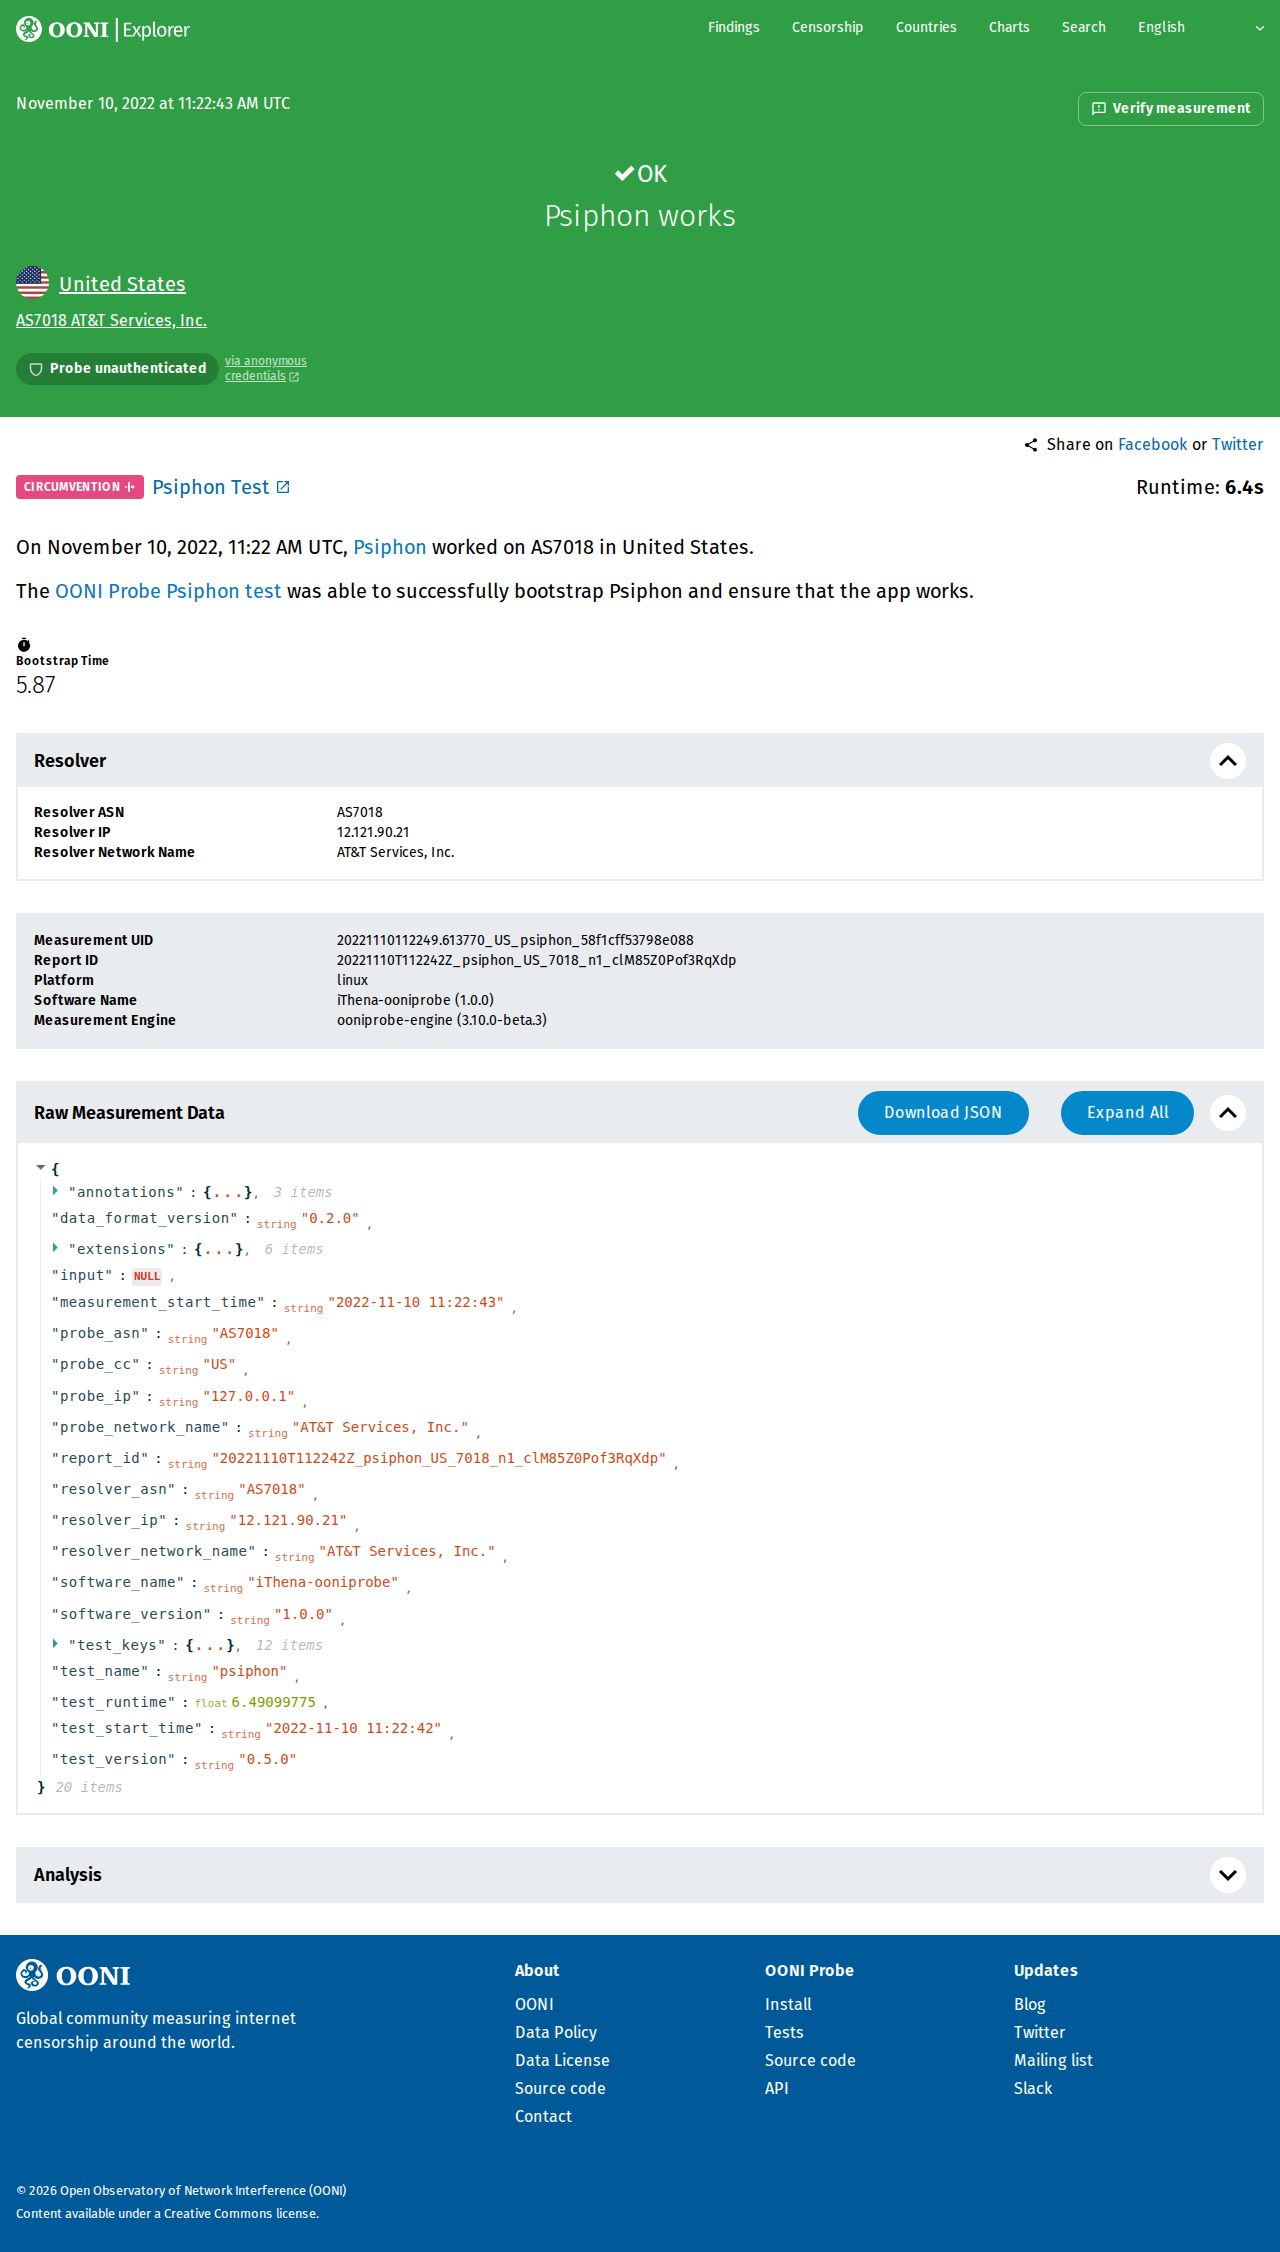 OONI Explorer
Findings Censorship Countries Charts Search English
November 10, 2022 at 11:22:43 AM UTC
Verify measurement
OK
Psiphon works
United States
AS7018 AT&T Services, Inc.
Probe unauthenticated
via anonymous
credentials
Share on Facebook or Twitter
CIRCUMVENTION Psiphon Test
Runtime: 6.4s
On November 10, 2022, 11:22 AM UTC, Psiphon worked on AS7018 in United States.
The OONI Probe Psiphon test was able to successfully bootstrap Psiphon and ensure that the app works.
Bootstrap Time
5.87
Resolver
Resolver ASN AS7018
Resolver IP 12.121.90.21
Resolver Network Name AT&T Services, Inc.
Measurement UID 20221110112249.613770_US_psiphon_58f1cff53798e088
Report ID 20221110T112242Z_psiphon_US_7018_n1_clM85Z0Pof3RqXdp
Platform linux
Software Name iThena-ooniprobe (1.0.0)
Measurement Engine ooniprobe-engine (3.10.0-beta.3)
Raw Measurement Data
Download JSON
Expand All
{
"annotations" : {...}, 3 items
"data_format_version" : string "0.2.0" ,
"extensions" : {...}, 6 items
"input" : NULL ,
"measurement_start_time" : string "2022-11-10 11:22:43" ,
"probe_asn" : string "AS7018" ,
"probe_cc" : string "US" ,
"probe_ip" : string "127.0.0.1" ,
"probe_network_name" : string "AT&T Services, Inc." ,
"report_id" : string "20221110T112242Z_psiphon_US_7018_n1_clM85Z0Pof3RqXdp" ,
"resolver_asn" : string "AS7018" ,
"resolver_ip" : string "12.121.90.21" ,
"resolver_network_name" : string "AT&T Services, Inc." ,
"software_name" : string "iThena-ooniprobe" ,
"software_version" : string "1.0.0" ,
"test_keys" : {...}, 12 items
"test_name" : string "psiphon" ,
"test_runtime" : float 6.49099775 ,
"test_start_time" : string "2022-11-10 11:22:42" ,
"test_version" : string "0.5.0"
} 20 items
Analysis
OONI
Global community measuring internet
censorship around the world.
About
OONI
Data Policy
Data License
Source code
Contact
OONI Probe
Install
Tests
Source code
API
Updates
Blog
Twitter
Mailing list
Slack
© 2026 Open Observatory of Network Interference (OONI)
Content available under a Creative Commons license.